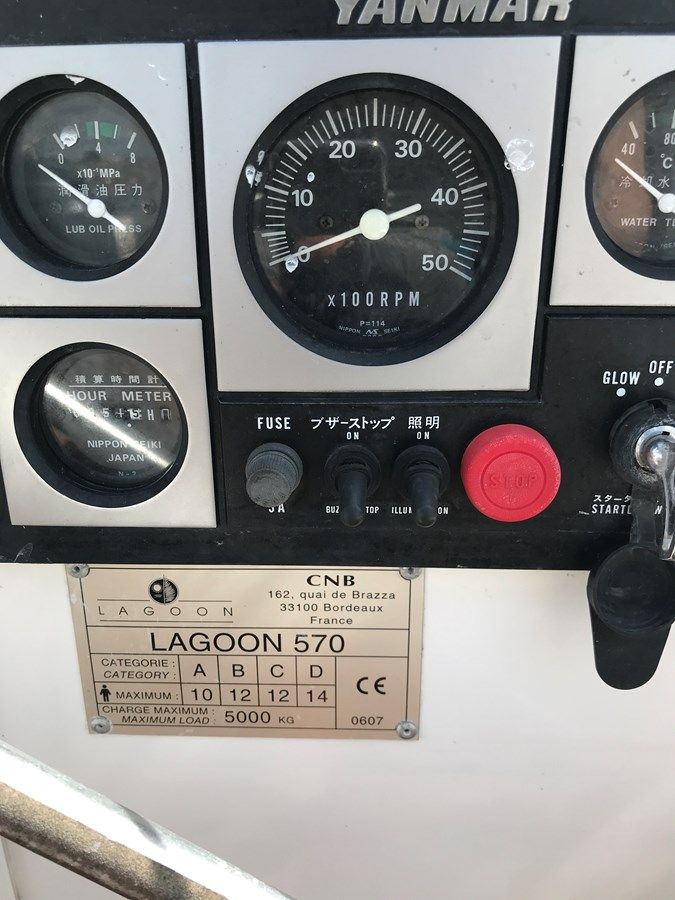 YANMAR
0 4 8
x10⁻¹MPa
潤滑油圧力
LUB OIL PRESS
0 10 20 30 40 50
x100RPM
P=114
NIPPON SEIKI
40 80
°C
冷却水
WATER
積算時間計
HOUR METER
NIPPON SEIKI
JAPAN
N-2
FUSE
ブザーストップ
照明
ON
ON
STOP
GLOW
OFF
LAGOON
CNB
162, quai de Brazza
33100 Bordeaux
France
LAGOON 570
CATEGORIE :
CATEGORY :
A B C D
MAXIMUM : 10 12 12 14
CHARGE MAXIMUM :
MAXIMUM LOAD : 5000 KG
CE
0607